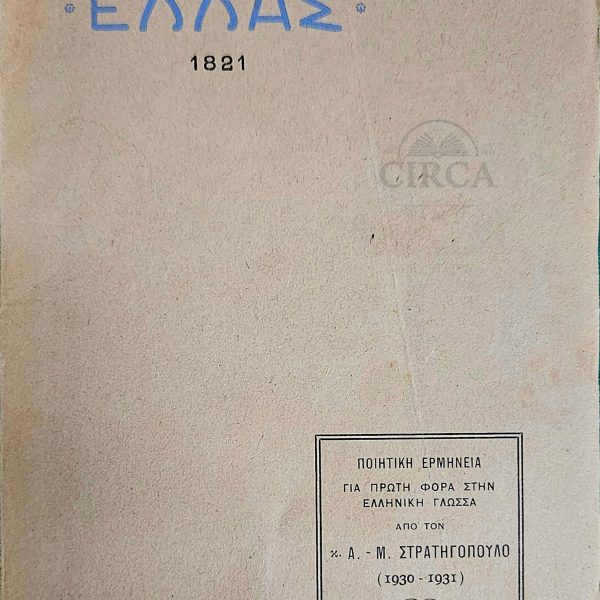 ΕΛΛΑΣ
1821
CIRCA
ΠΟΙΗΤΙΚΗ ΕΡΜΗΝΕΙΑ
ΓΙΑ ΠΡΩΤΗ ΦΟΡΑ ΣΤΗΝ
ΕΛΛΗΝΙΚΗ ΓΛΩΣΣΑ
ΑΠΟ ΤΟΝ
κ. Α. - Μ. ΣΤΡΑΤΗΓΟΠΟΥΛΟ
(1930 - 1931)